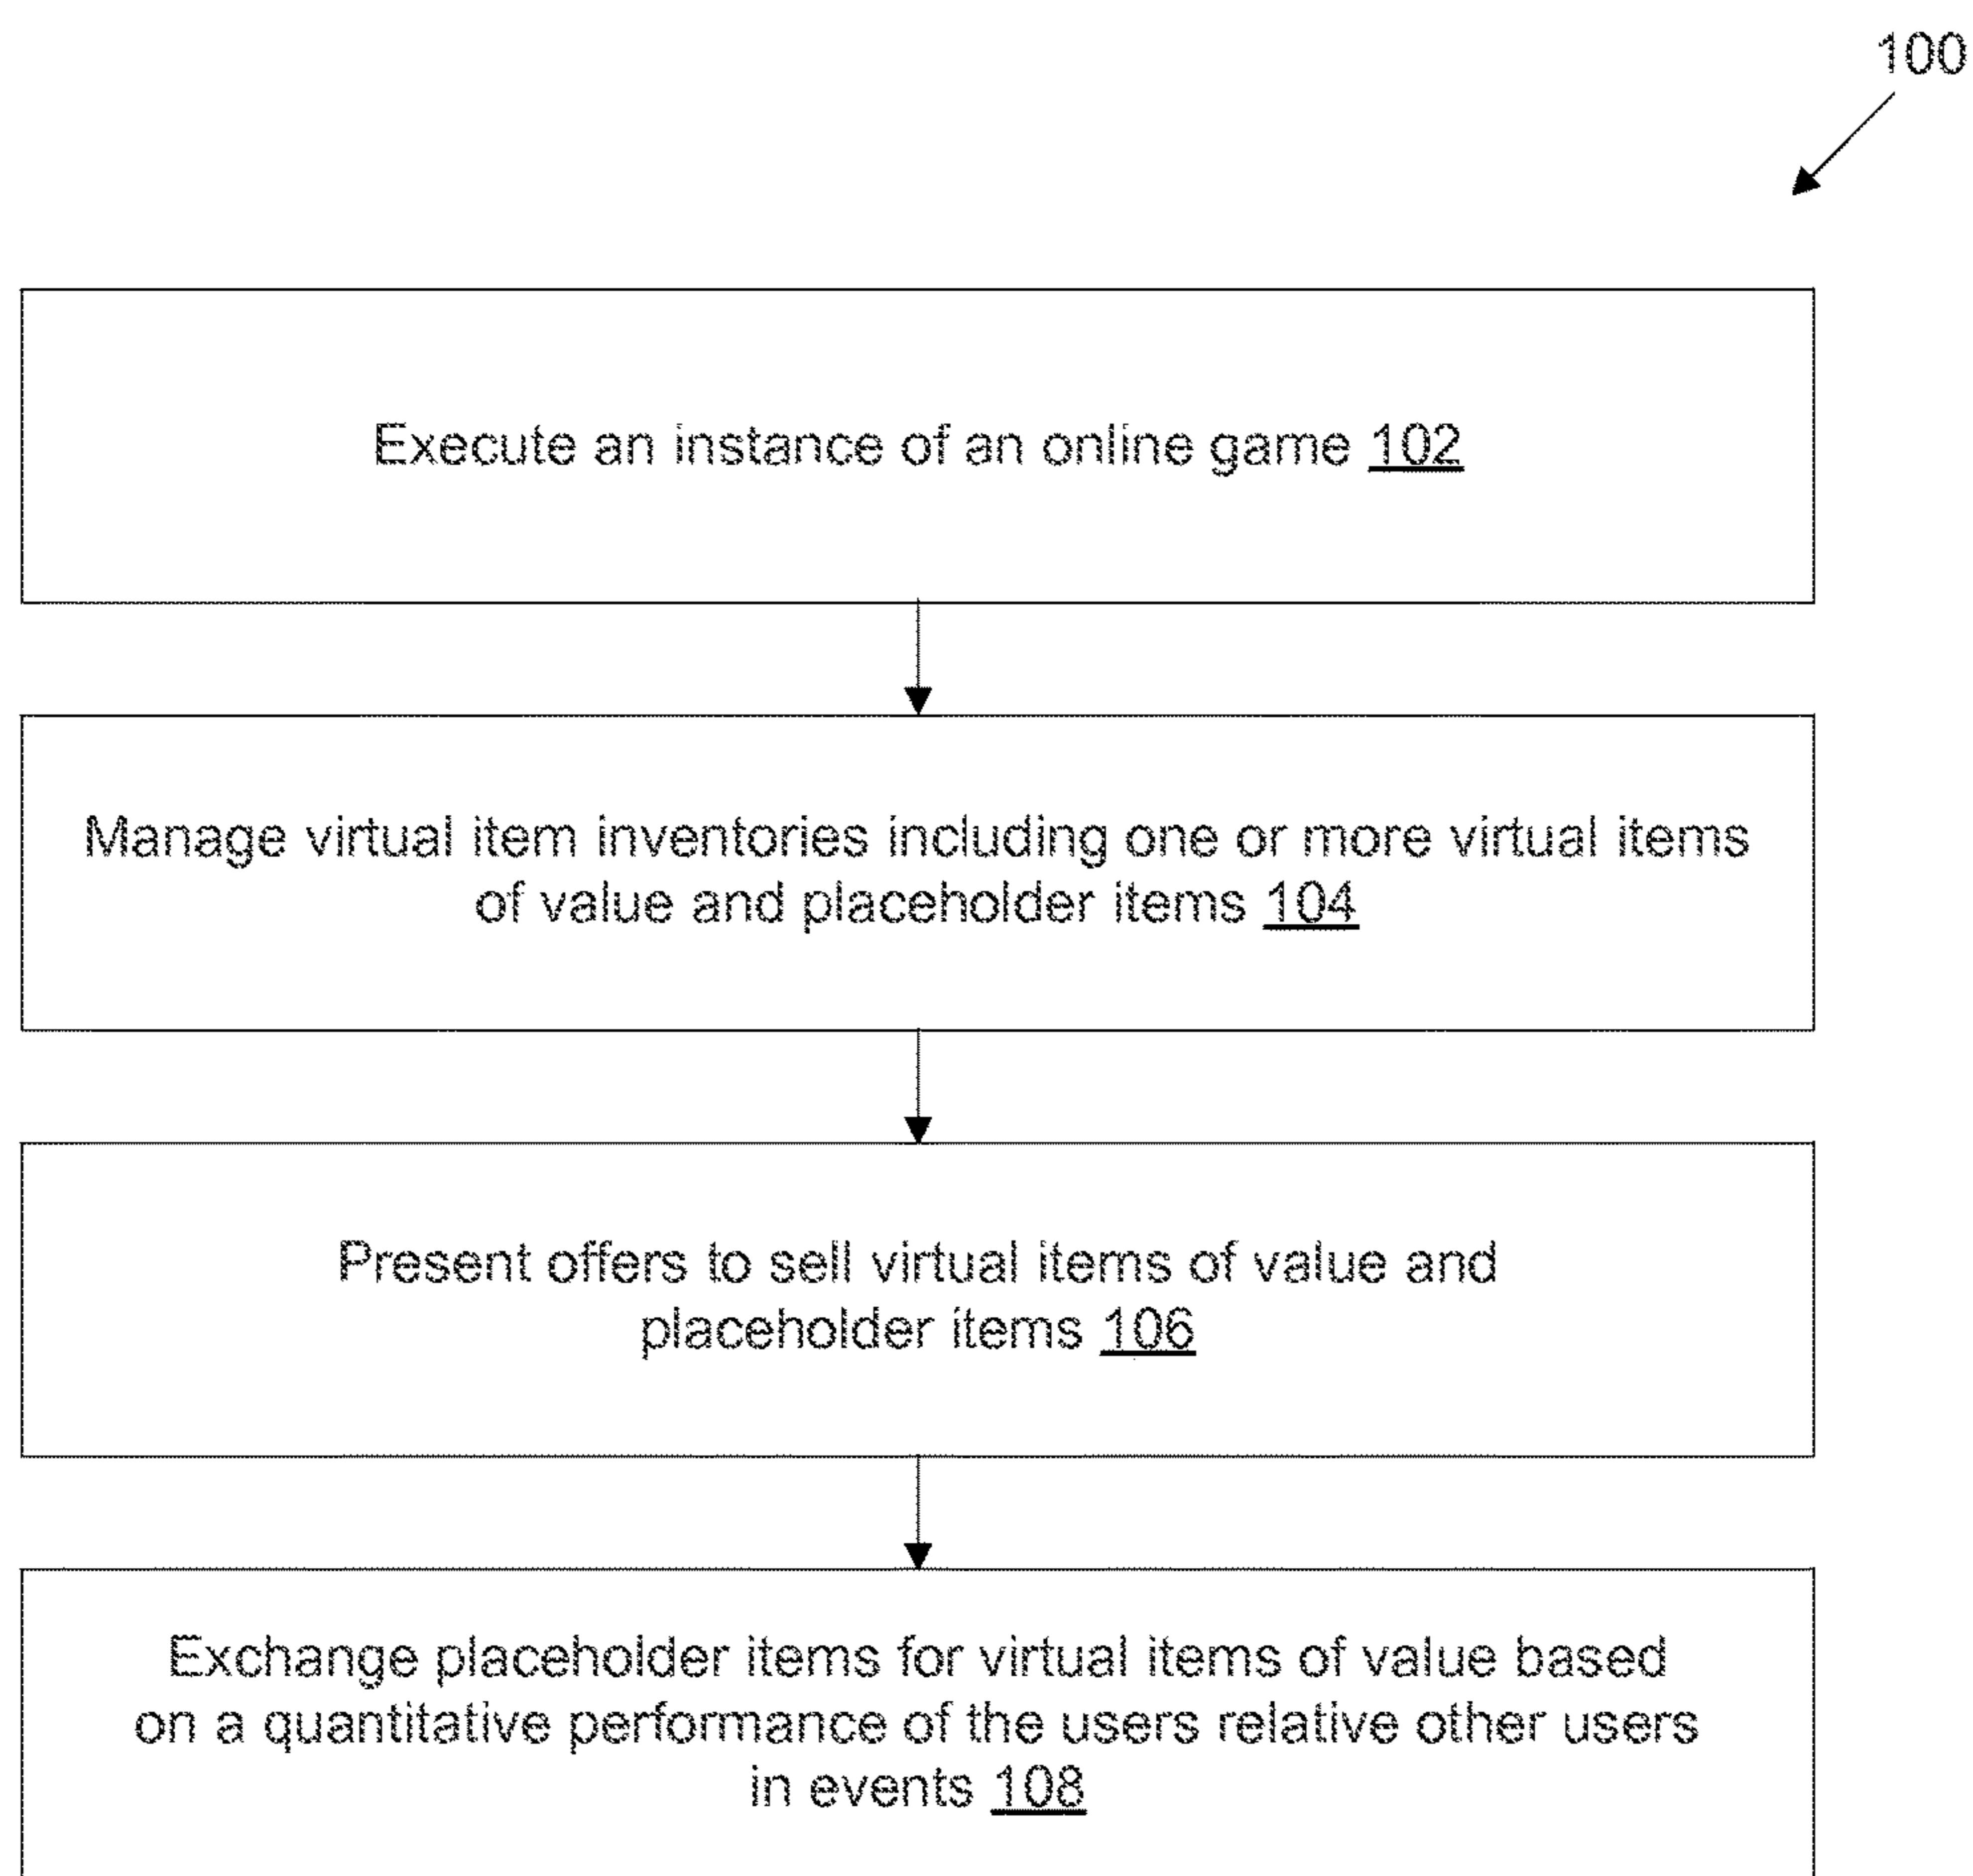 100
Execute an instance of an online game 102
Manage virtual item inventories including one or more virtual items
of value and placeholder items 104
Present offers to sell virtual items of value and
placeholder items 106
Exchange placeholder items for virtual items of value based
on a quantitative performance of the users relative other users
in events 108